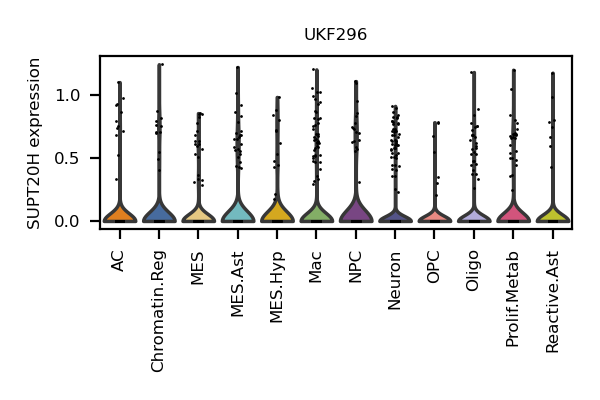 UKF296
SUPT20H expression
1.0
0.5
0.0
AC
Chromatin.Reg
MES
MES.Ast
MES.Hyp
Mac
NPC
Neuron
OPC
Oligo
Prolif.Metab
Reactive.Ast